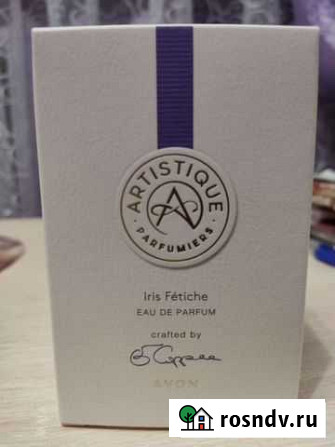 ARTISTIQUE
PARFUMIERS
Iris Fétiche
EAU DE PARFUM
crafted by
AVON
rosndv.ru